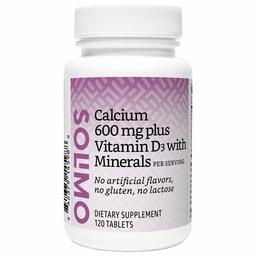 SOLIMO
Calcium
600 mg plus
Vitamin D3 with
Minerals PER SERVING
No artificial flavors,
no gluten, no lactose
DIETARY SUPPLEMENT
120 TABLETS